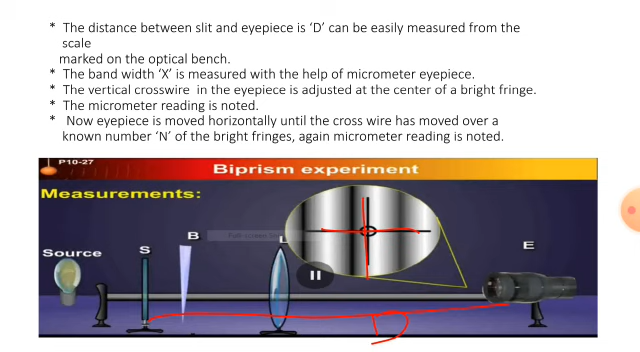 * The distance between slit and eyepiece is ‘D’ can be easily measured from the
scale
marked on the optical bench.
* The band width ‘X’ is measured with the help of micrometer eyepiece.
* The vertical crosswire in the eyepiece is adjusted at the center of a bright fringe.
* The micrometer reading is noted.
* Now eyepiece is moved horizontally until the cross wire has moved over a
known number ‘N’ of the bright fringes, again micrometer reading is noted.
P10-27
Biprism experiment
Measurements:
Source
S
B
L
E
D